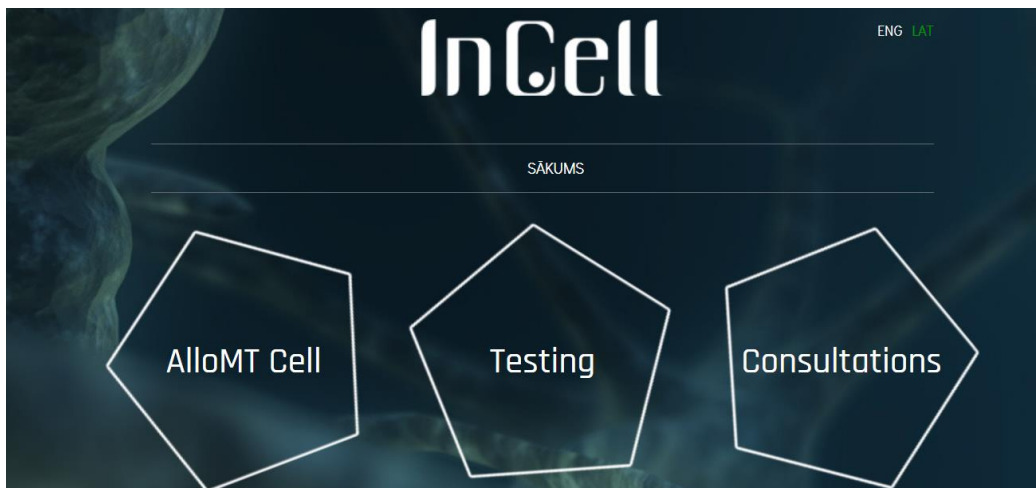 InCell
ENG LAT
SĀKUMS
AlloMT Cell
Testing
Consultations